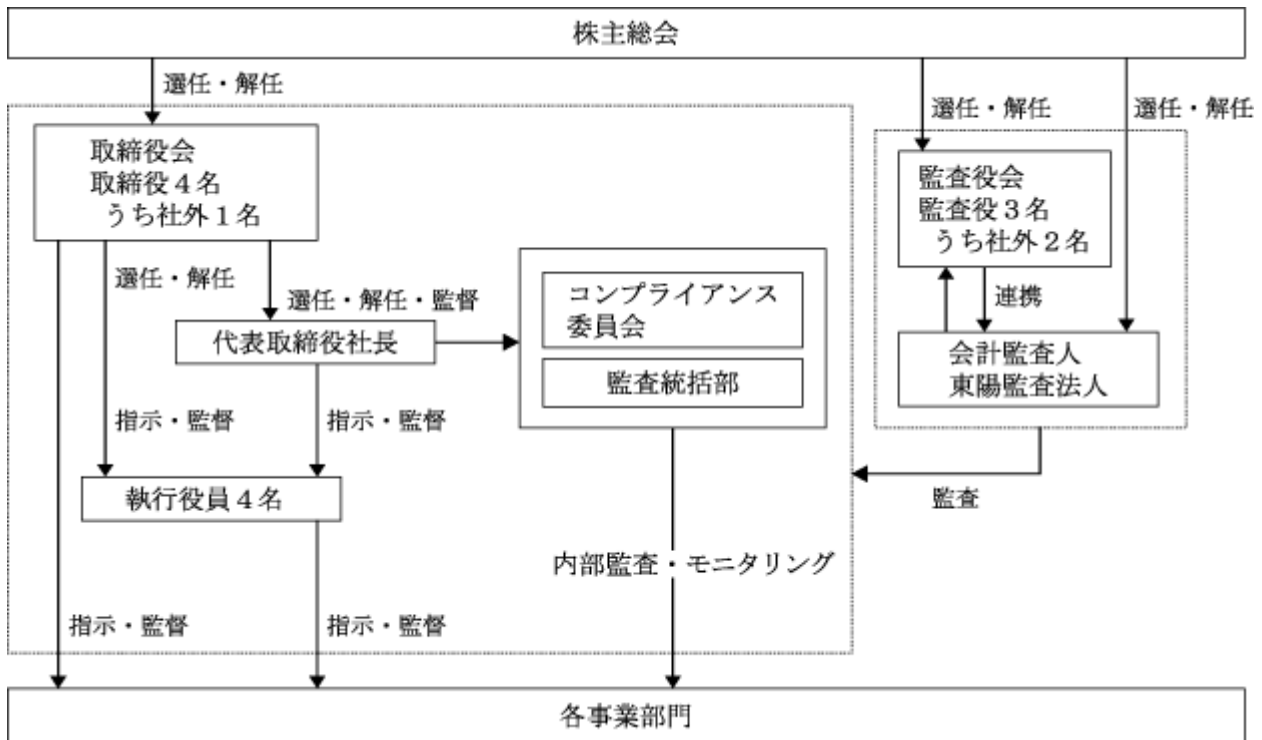 株主総会
選任・解任
選任・解任
選任・解任
取締役会
取締役４名
うち社外１名
監査役会
監査役３名
うち社外２名
選任・解任
選任・解任・監督
コンプライアンス
委員会
連携
代表取締役社長
監査統括部
会計監査人
東陽監査法人
指示・監督
指示・監督
執行役員４名
監査
内部監査・モニタリング
指示・監督
指示・監督
各事業部門